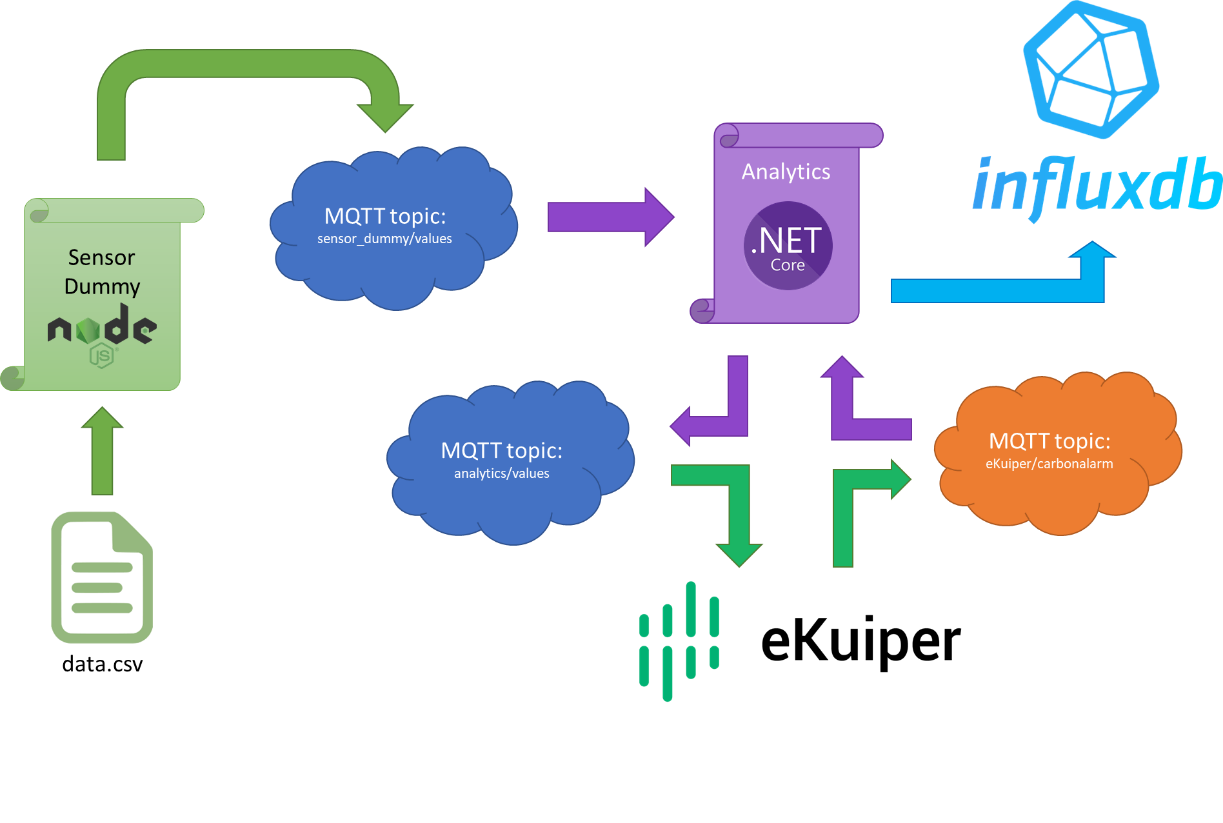 influxdb
Analytics
.NET
Core
MQTT topic:
sensor_dummy/values
Sensor
Dummy
node
JS
MQTT topic:
analytics/values
MQTT topic:
eKuiper/carbonalarm
eKuiper
data.csv